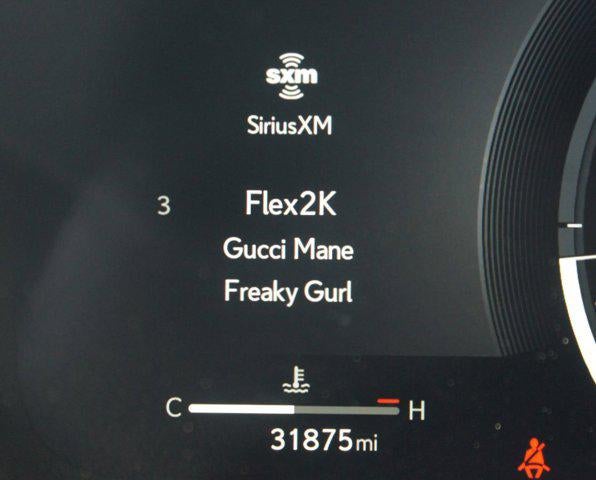 sxm
SiriusXM
3 Flex2K
Gucci Mane
Freaky Gurl
C H
31875mi